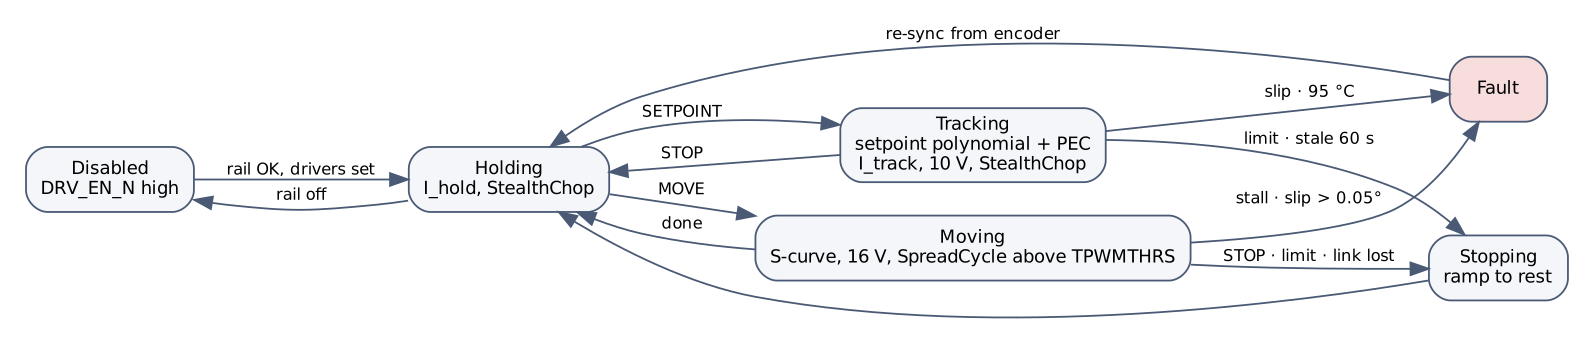 re-sync from encoder
Fault
slip · 95 °C
SETPOINT
Tracking
setpoint polynomial + PEC
I_track, 10 V, StealthChop
limit · stale 60 s
STOP
Disabled
DRV_EN_N high
rail OK, drivers set
rail off
Holding
I_hold, StealthChop
MOVE
done
stall · slip > 0.05°
Moving
S-curve, 16 V, SpreadCycle above TPWMTHRS
STOP · limit · link lost
Stopping
ramp to rest